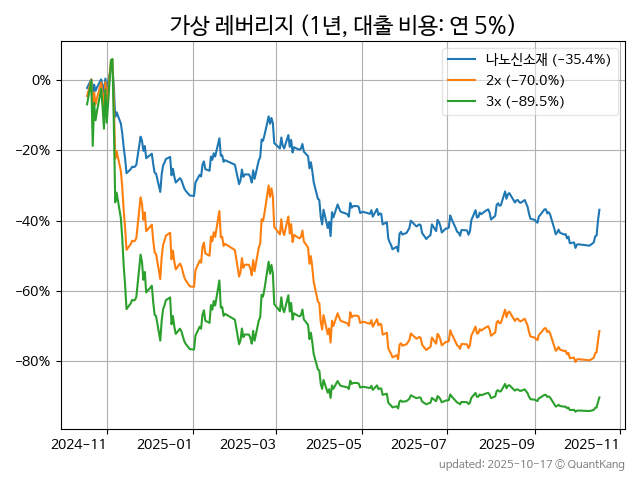 가상 레버리지 (1년, 대출 비용: 연 5%)
나노신소재 (−35.4%)
2x (−70.0%)
3x (−89.5%)
0%
−20%
−40%
−60%
−80%
2024-11 2025-01 2025-03 2025-05 2025-07 2025-09 2025-11
updated: 2025-10-17 © QuantKang